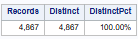 Records Distinct DistinctPct
4,867 4,867 100.00%